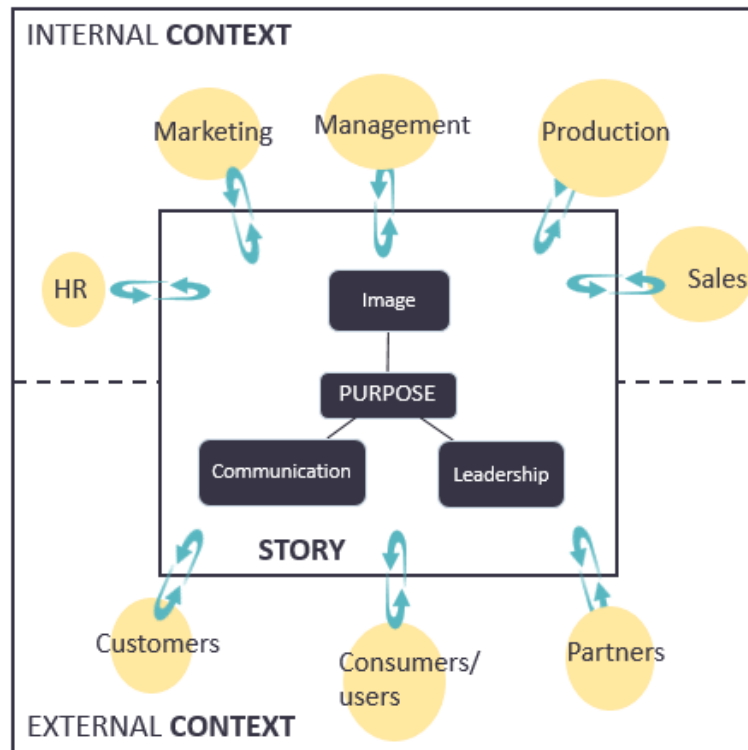 INTERNAL CONTEXT
Marketing
Management
Production
HR
Sales
Image
PURPOSE
Communication
Leadership
STORY
Customers
Consumers/
users
Partners
EXTERNAL CONTEXT